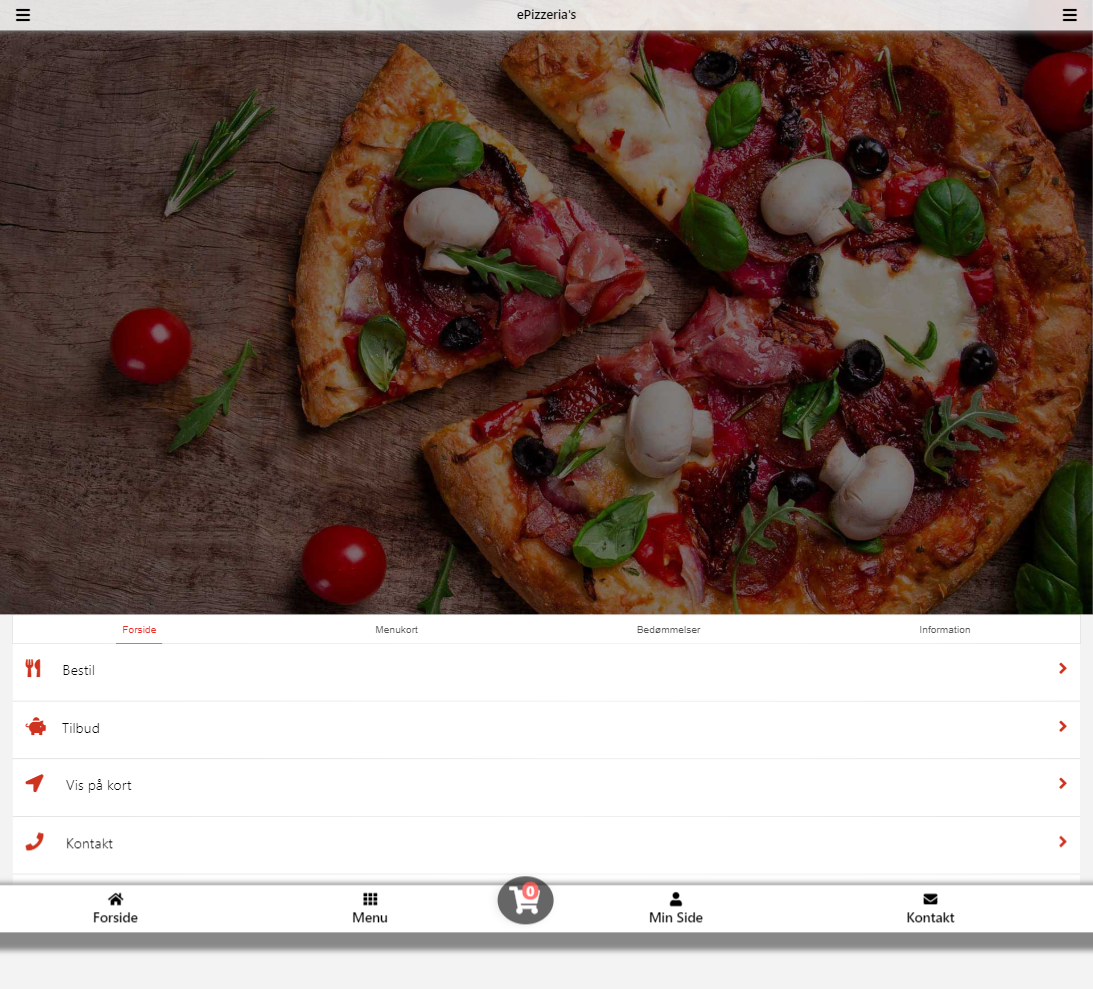 ePizzeria's
Forside Menukort Bedømmelser Information
Bestil
Tilbud
Vis på kort
Kontakt
0
Forside Menu Min Side Kontakt